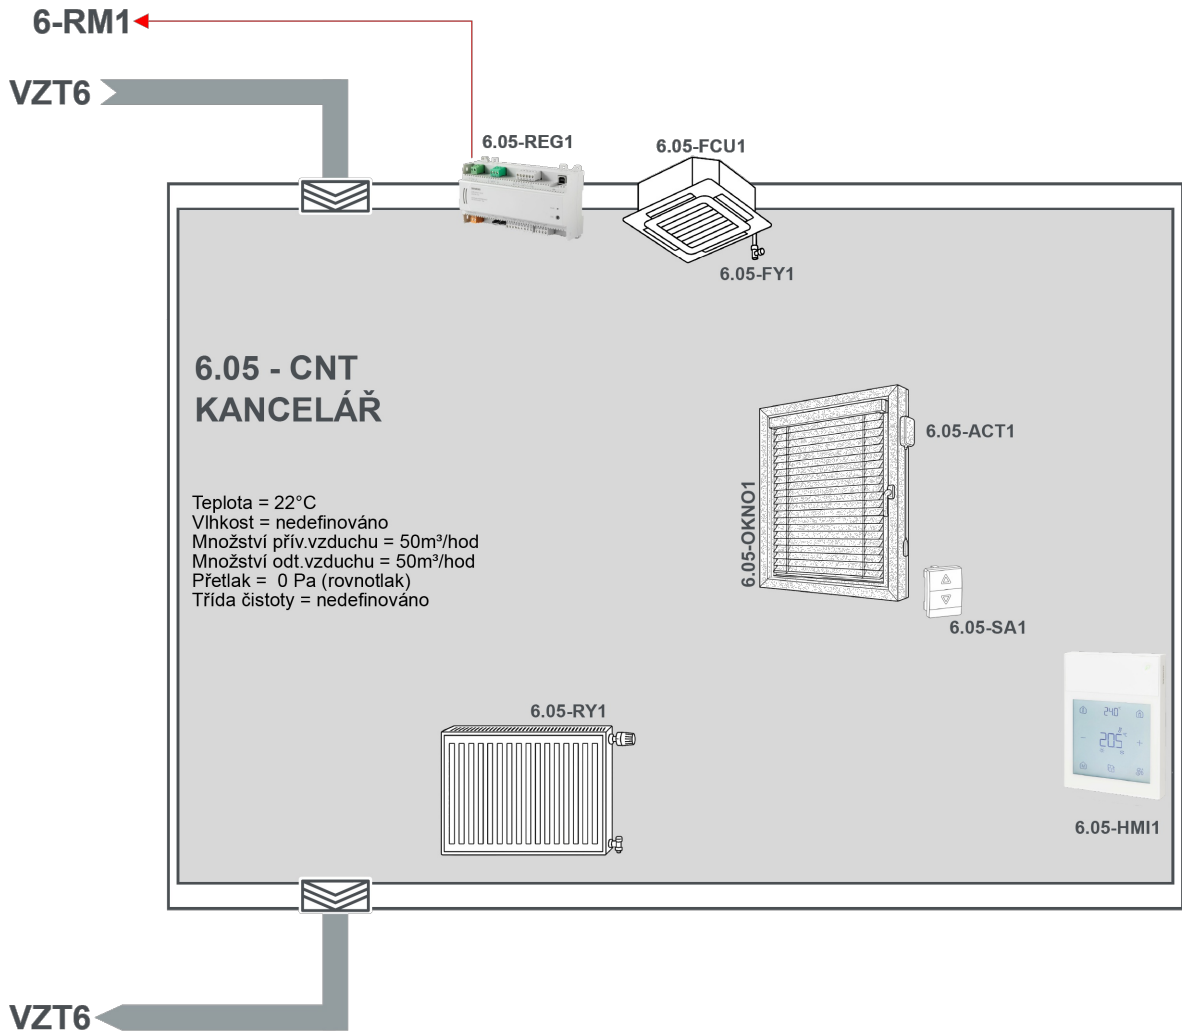 6-RM1
VZT6
6.05-REG1
6.05-FCU1
6.05-FY1
6.05 - CNT
KANCELÁŘ
6.05-ACT1
6.05-OKNO1
Teplota = 22°C
Vlhkost = nedefinováno
Množství přív.vzduchu = 50m³/hod
Množství odt.vzduchu = 50m³/hod
Přetlak =  0 Pa (rovnotlak)
Třída čistoty = nedefinováno
6.05-SA1
6.05-RY1
240°
205 °C
6.05-HMI1
VZT6